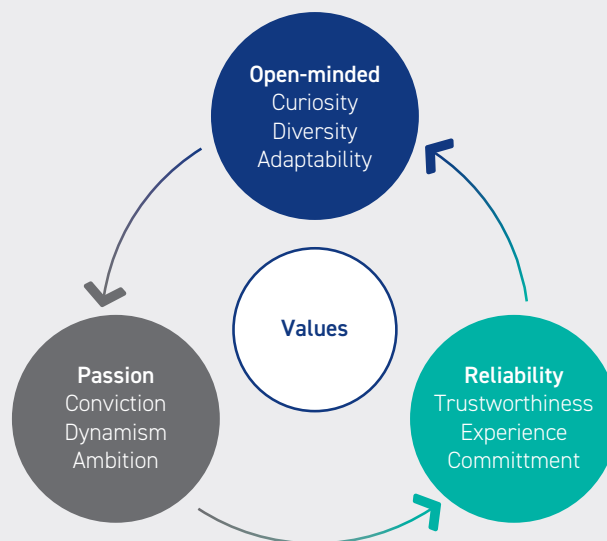 Open-minded
Curiosity
Diversity
Adaptability
Values
Passion
Conviction
Dynamism
Ambition
Reliability
Trustworthiness
Experience
Committment